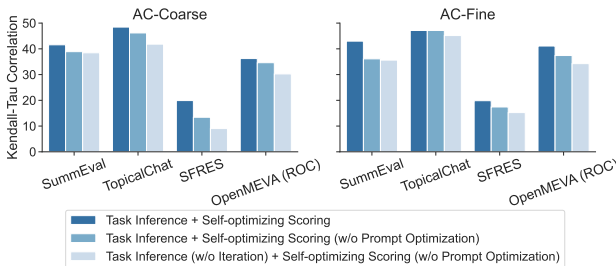 AC-Coarse
AC-Fine
Kendall-Tau Correlation
50
40
30
20
10
0
SummEval
TopicalChat
SFRES
OpenMEVA (ROC)
SummEval
TopicalChat
SFRES
OpenMEVA (ROC)
Task Inference + Self-optimizing Scoring
Task Inference + Self-optimizing Scoring (w/o Prompt Optimization)
Task Inference (w/o Iteration) + Self-optimizing Scoring (w/o Prompt Optimization)